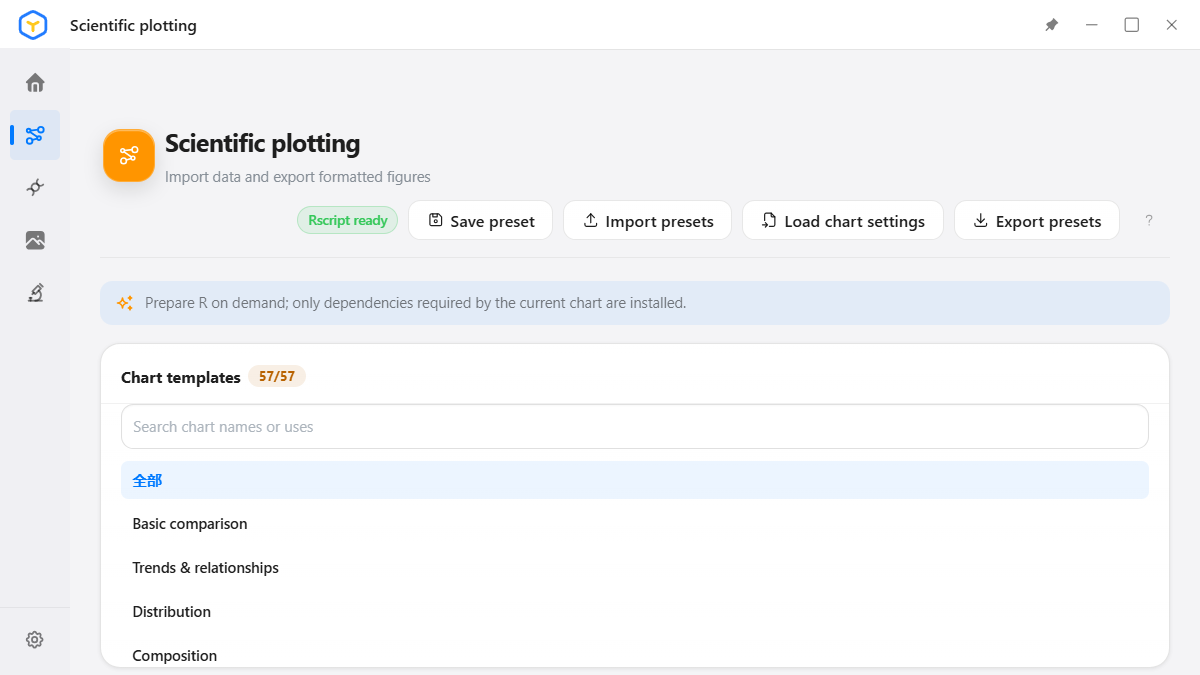 Scientific plotting
Scientific plotting
Import data and export formatted figures
Rscript ready
Save preset
Import presets
Load chart settings
Export presets
?
Prepare R on demand; only dependencies required by the current chart are installed.
Chart templates 57/57
Search chart names or uses
全部
Basic comparison
Trends & relationships
Distribution
Composition